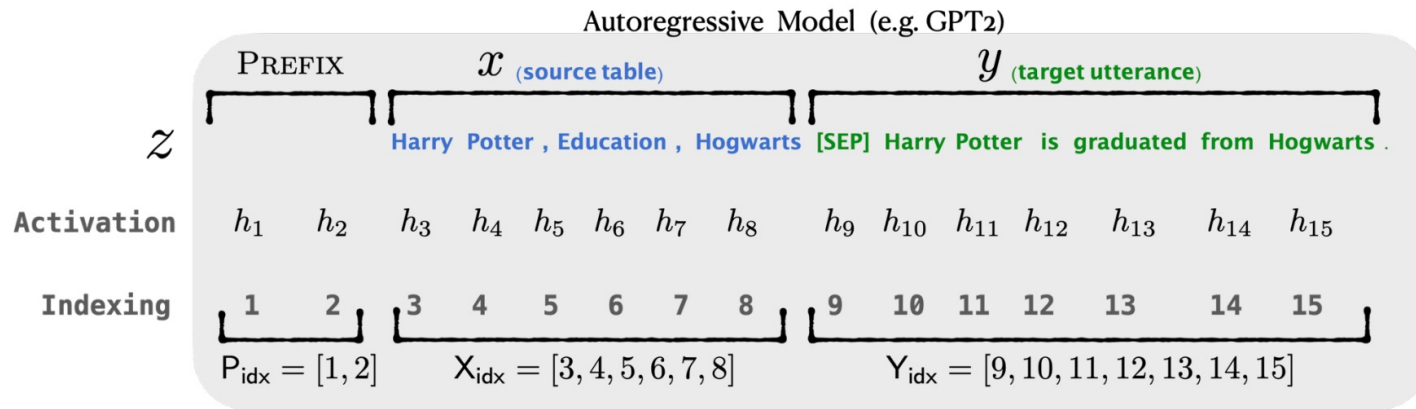 Autoregressive Model (e.g. GPT2)
PREFIX x (source table) y (target utterance)
z Harry Potter , Education , Hogwarts [SEP] Harry Potter is graduated from Hogwarts .
Activation h₁ h₂ h₃ h₄ h₅ h₆ h₇ h₈ h₉ h₁₀ h₁₁ h₁₂ h₁₃ h₁₄ h₁₅
Indexing 1 2 3 4 5 6 7 8 9 10 11 12 13 14 15
P_idx = [1, 2] X_idx = [3, 4, 5, 6, 7, 8] Y_idx = [9, 10, 11, 12, 13, 14, 15]